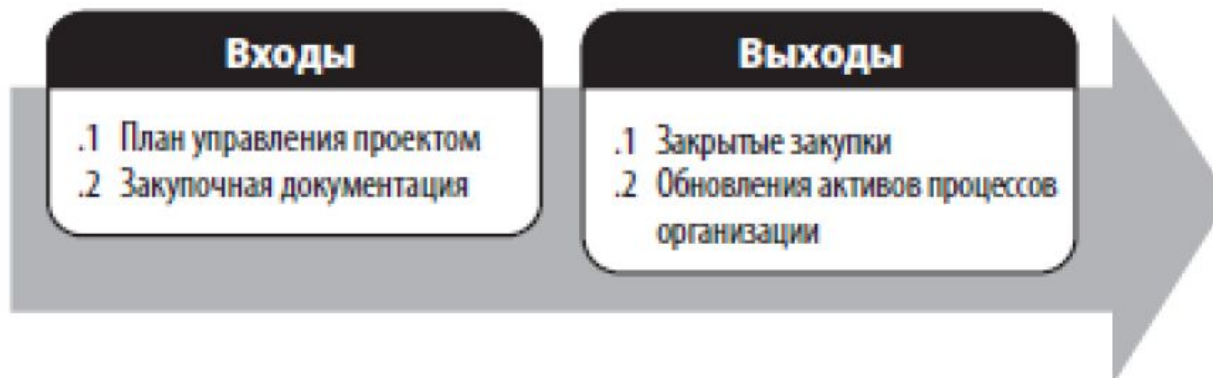 Входы
.1 План управления проектом
.2 Закупочная документация
Выходы
.1 Закрытые закупки
.2 Обновления активов процессов
организации